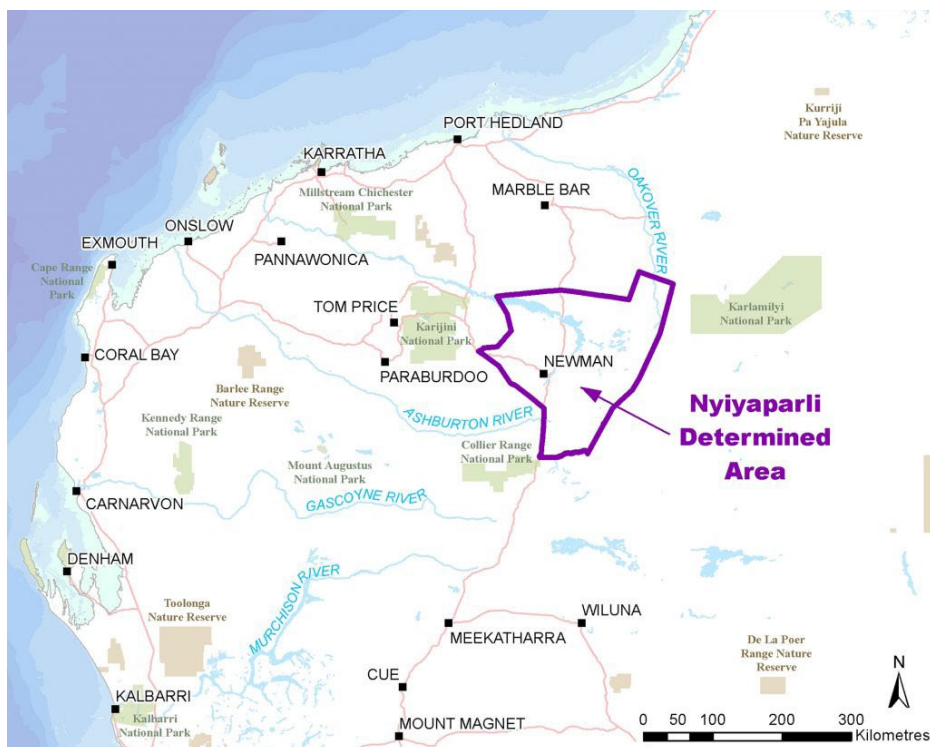 Kurriji
Pa Yajula
Nature Reserve
PORT HEDLAND
KARRATHA
Millstream Chichester
National Park
MARBLE BAR
OAKOVER RIVER
ONSLOW
EXMOUTH
PANNAWONICA
Cape Range
National
Park
TOM PRICE
Karijini
National Park
Karlamilyi
National Park
CORAL BAY
PARABURDOO
NEWMAN
Barlee Range
Nature Reserve
Nyiyaparli
Determined
Area
Kennedy Range
National Park
ASHBURTON RIVER
Collier Range
National Park
Mount Augustus
National Park
CARNARVON
GASCOYNE RIVER
DENHAM
MURCHISON RIVER
Toolonga
Nature Reserve
MEEKATHARRA
WILUNA
De La Poer
Range Nature
Reserve
CUE
N
KALBARRI
Kalbarri
National Park
MOUNT MAGNET
0 50 100 200 300
Kilometres